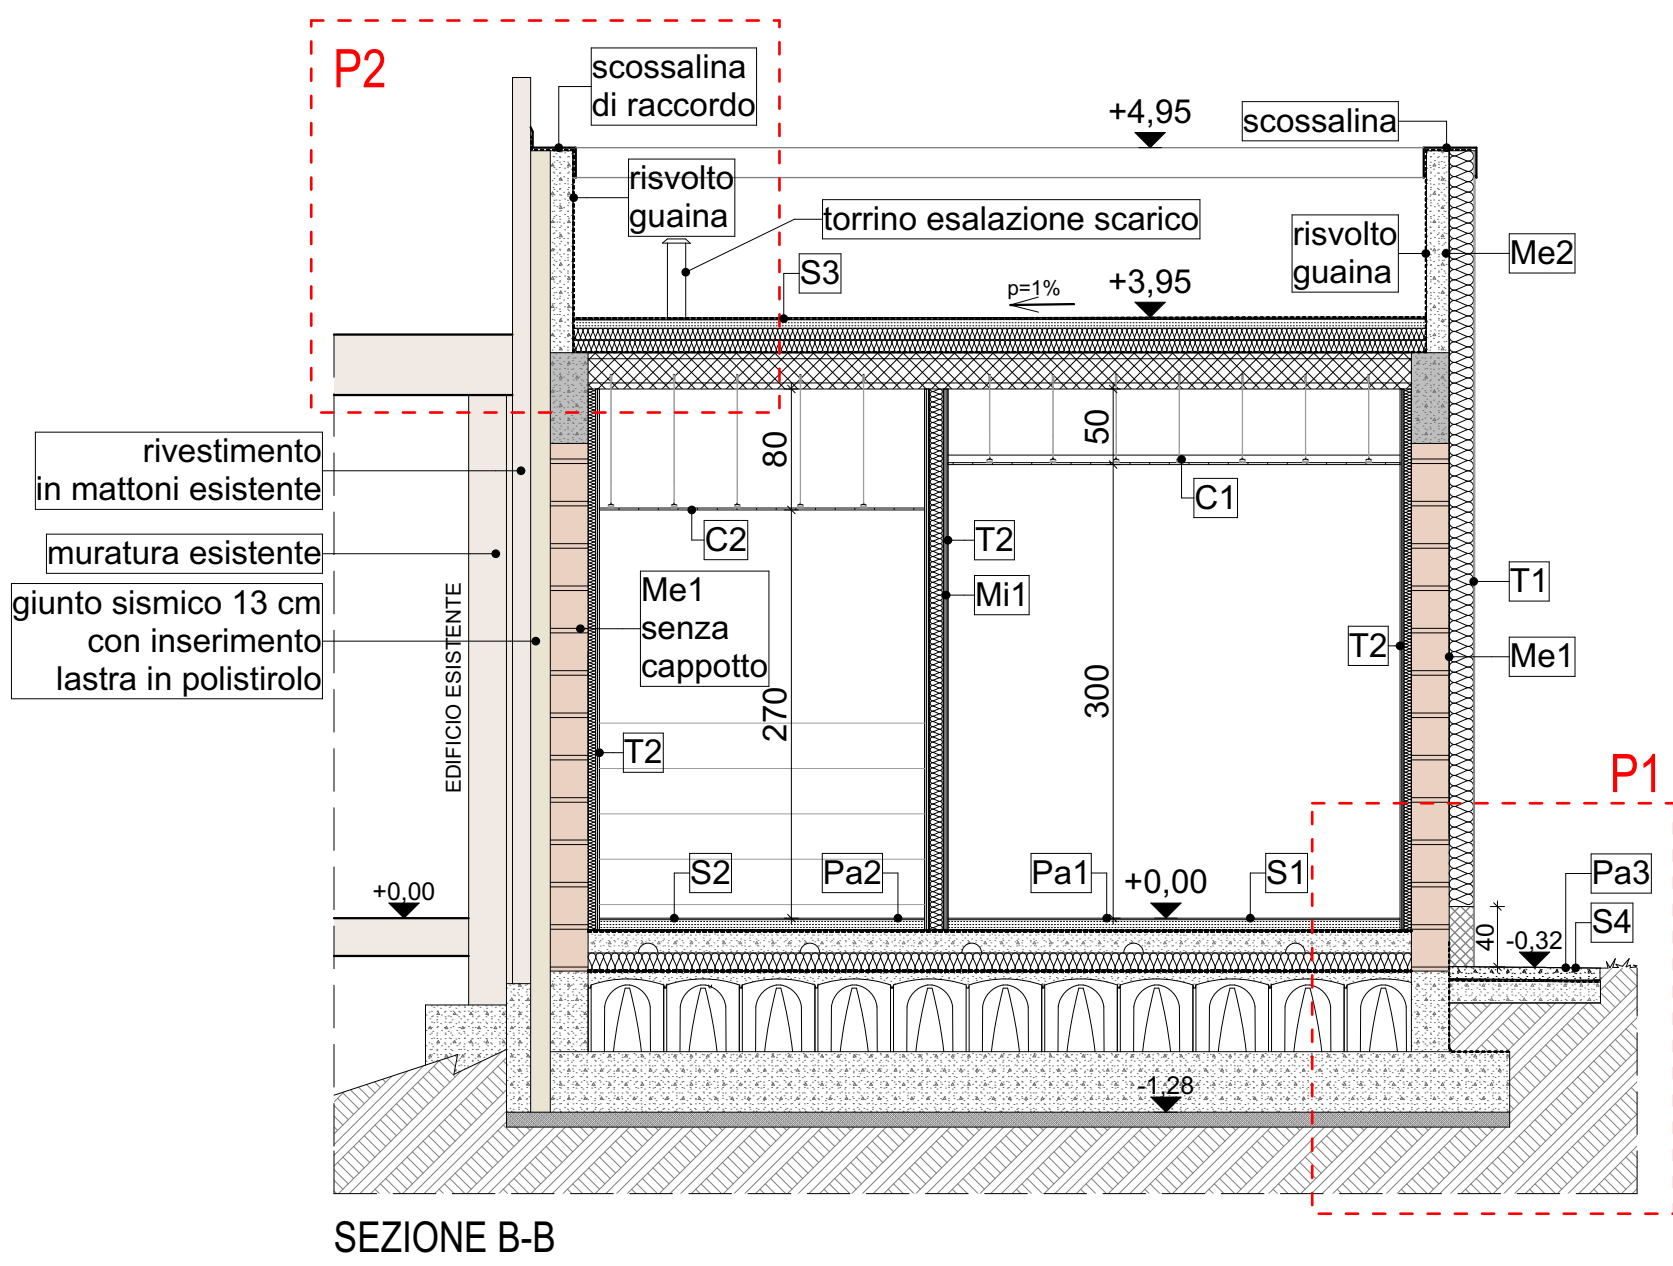 P2
scossalina
di raccordo
+4,95
scossalina
risvolto
guaina
torrino esalazione scarico
risvolto
guaina
Me2
S3
p=1%
+3,95
rivestimento
in mattoni esistente
80
50
C1
C2
T2
muratura esistente
giunto sismico 13 cm
con inserimento
lastra in polistirolo
EDIFICIO ESISTENTE
Me1
senza
cappotto
Mi1
T1
T2
Me1
270
300
T2
P1
+0,00
S2
Pa2
Pa1
+0,00
S1
Pa3
S4
40
-0,32
-1,28
SEZIONE B-B